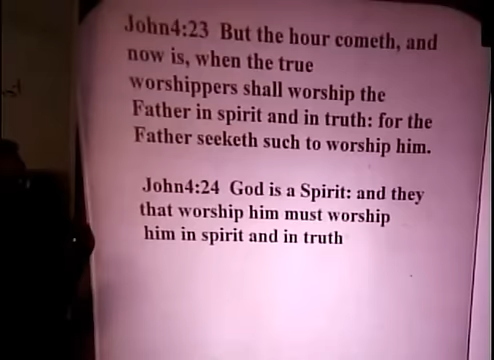 John4:23 But the hour cometh, and
now is, when the true
worshippers shall worship the
Father in spirit and in truth: for the
Father seeketh such to worship him.
John4:24 God is a Spirit: and they
that worship him must worship
him in spirit and in truth